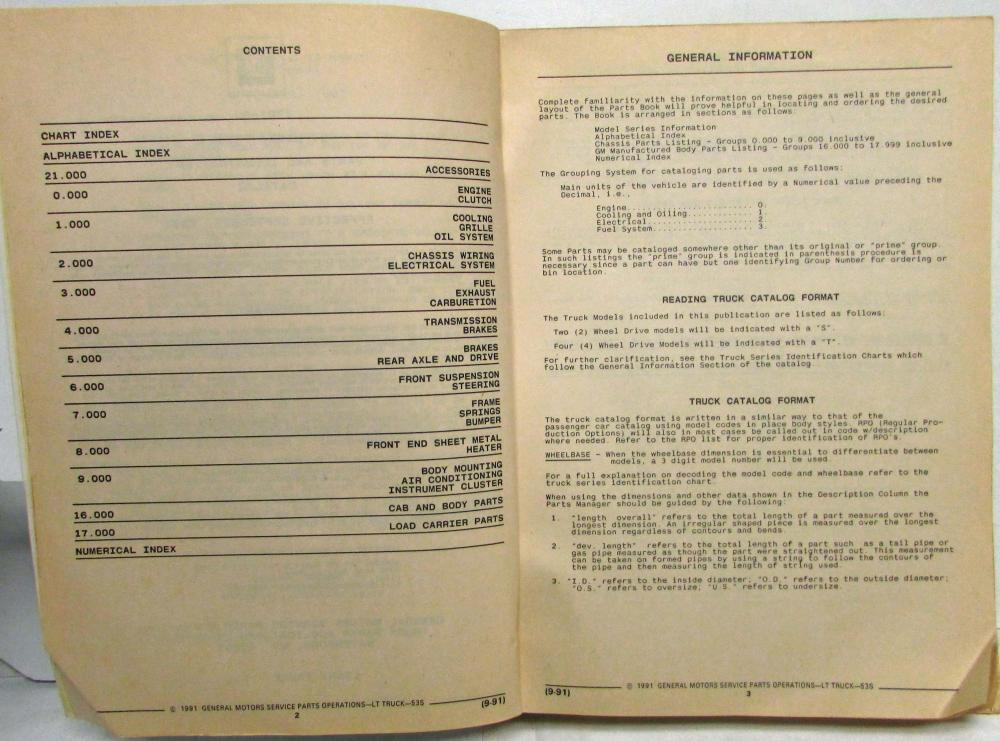 CONTENTS
CHART INDEX
ALPHABETICAL INDEX
21.000 ACCESSORIES
0.000 ENGINE
CLUTCH
1.000 COOLING
GRILLE
OIL SYSTEM
2.000 CHASSIS WIRING
ELECTRICAL SYSTEM
3.000 FUEL
EXHAUST
CARBURETION
4.000 TRANSMISSION
BRAKES
5.000 BRAKES
REAR AXLE AND DRIVE
6.000 FRONT SUSPENSION
STEERING
7.000 FRAME
SPRINGS
BUMPER
8.000 FRONT END SHEET METAL
HEATER
9.000 BODY MOUNTING
AIR CONDITIONING
INSTRUMENT CLUSTER
16.000 CAB AND BODY PARTS
17.000 LOAD CARRIER PARTS
NUMERICAL INDEX
© 1991 GENERAL MOTORS SERVICE PARTS OPERATIONS—LT TRUCK—53S (9-91)
2
GENERAL INFORMATION
Complete familiarity with the information on these pages as well as the general
layout of the Parts Book will prove helpful in locating and ordering the desired
parts. The Book is arranged in sections as follows:
Model Series Information
Alphabetical Index
Chassis Parts Listing - Groups 0.000 to 9.000 inclusive
GM Manufactured Body Parts Listing - Groups 16.000 to 17.999 inclusive
Numerical Index
The Grouping System for cataloging parts is used as follows:
Main units of the vehicle are identified by a Numerical value preceding the
Decimal, i.e.,
Engine......................... 0.
Cooling and Oiling............. 1.
Electrical..................... 2.
Fuel System.................... 3.
Some Parts may be cataloged somewhere other than its original or "prime" group.
In such listings the "prime" group is indicated in parenthesis procedure is
necessary since a part can have but one identifying Group Number for ordering or
bin location.
READING TRUCK CATALOG FORMAT
The Truck Models included in this publication are listed as follows:
Two (2) Wheel Drive models will be indicated with a "S".
Four (4) Wheel Drive Models will be indicated with a "T".
For further clarification, see the Truck Series Identification Charts which
follow the General Information Section of the catalog.
TRUCK CATALOG FORMAT
The truck catalog format is written in a similar way to that of the
passenger car catalog using model codes in place body styles. RPO (Regular Pro-
duction Options) will also in most cases be called out in code w/description
where needed. Refer to the RPO list for proper identification of RPO's.
WHEELBASE - When the wheelbase dimension is essential to differentiate between
models, a 3 digit model number will be used.
For a full explanation on decoding the model code and wheelbase refer to the
truck series identification chart.
When using the dimensions and other data shown in the Description Column the
Parts Manager should be guided by the following:
1. "length overall" refers to the total length of a part measured over the
longest dimension. An irregular shaped piece is measured over the longest
dimension regardless of contours and bends.
2. "dev. length" refers to the total length of a part such as a tail pipe or
gas pipe measured as though the part were straightened out. This measurement
can be taken on formed pipes by using a string to follow the contours of
the pipe and then measuring the length of string used.
3. "I.D." refers to the inside diameter; "O.D." refers to the outside diameter;
"O.S." refers to oversize; "U.S." refers to undersize.
(9-91) © 1991 GENERAL MOTORS SERVICE PARTS OPERATIONS—LT TRUCK—53S
3